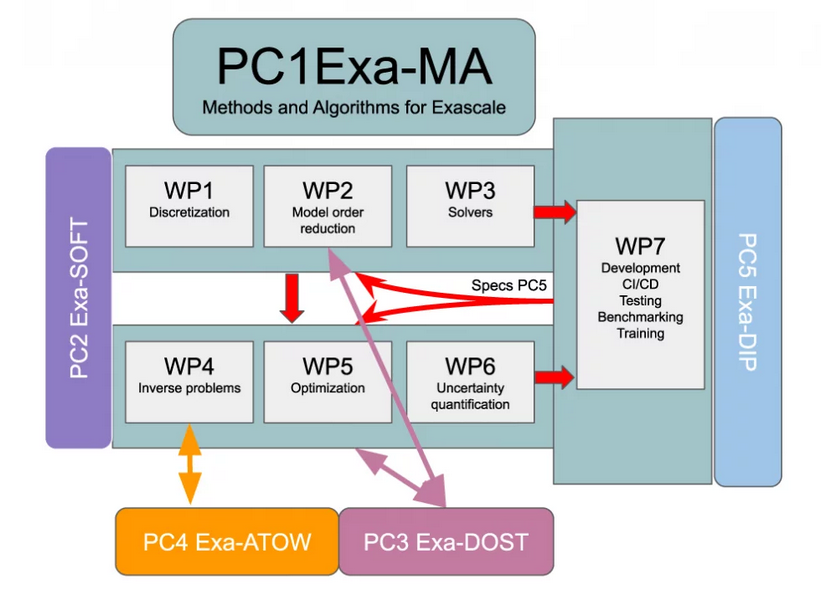 PC1Exa-MA
Methods and Algorithms for Exascale
PC2 Exa-SOFT
WP1
Discretization
WP2
Model order
reduction
WP3
Solvers
Specs PC5
WP4
Inverse problems
WP5
Optimization
WP6
Uncertainty
quantification
WP7
Development
CI/CD
Testing
Benchmarking
Training
PC5 Exa-DIP
PC4 Exa-ATOW
PC3 Exa-DOST